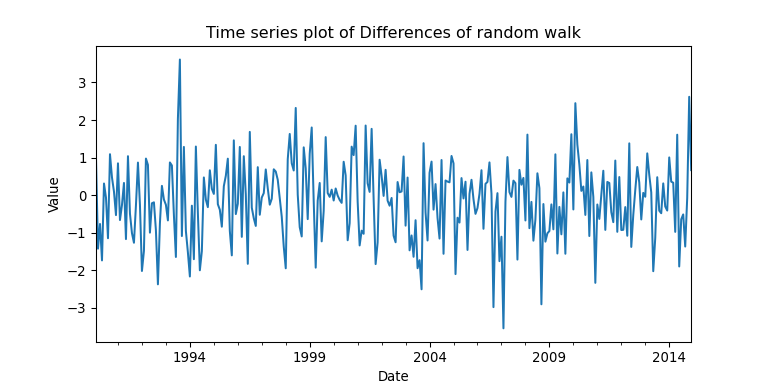 Time series plot of Differences of random walk
Value
3
2
1
0
−1
−2
−3
1994 1999 2004 2009 2014
Date